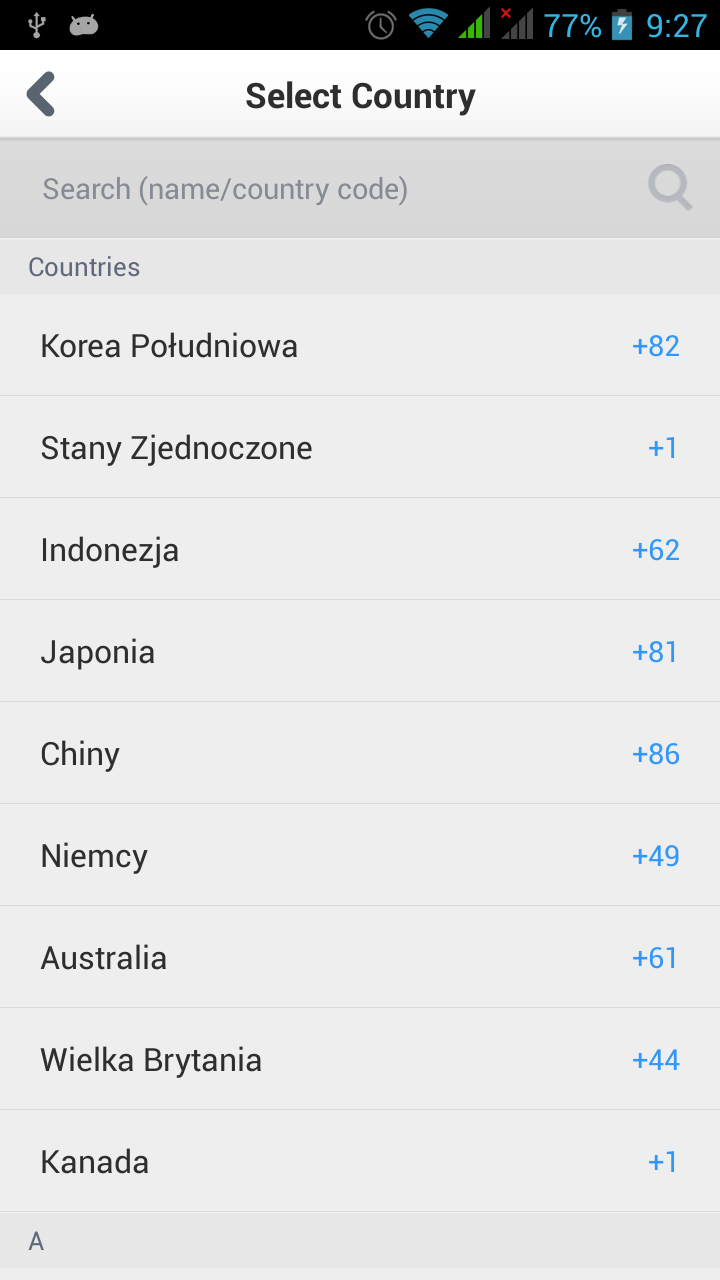 77% 9:27
Select Country
Search (name/country code)
Countries
Korea Południowa +82
Stany Zjednoczone +1
Indonezja +62
Japonia +81
Chiny +86
Niemcy +49
Australia +61
Wielka Brytania +44
Kanada +1
A